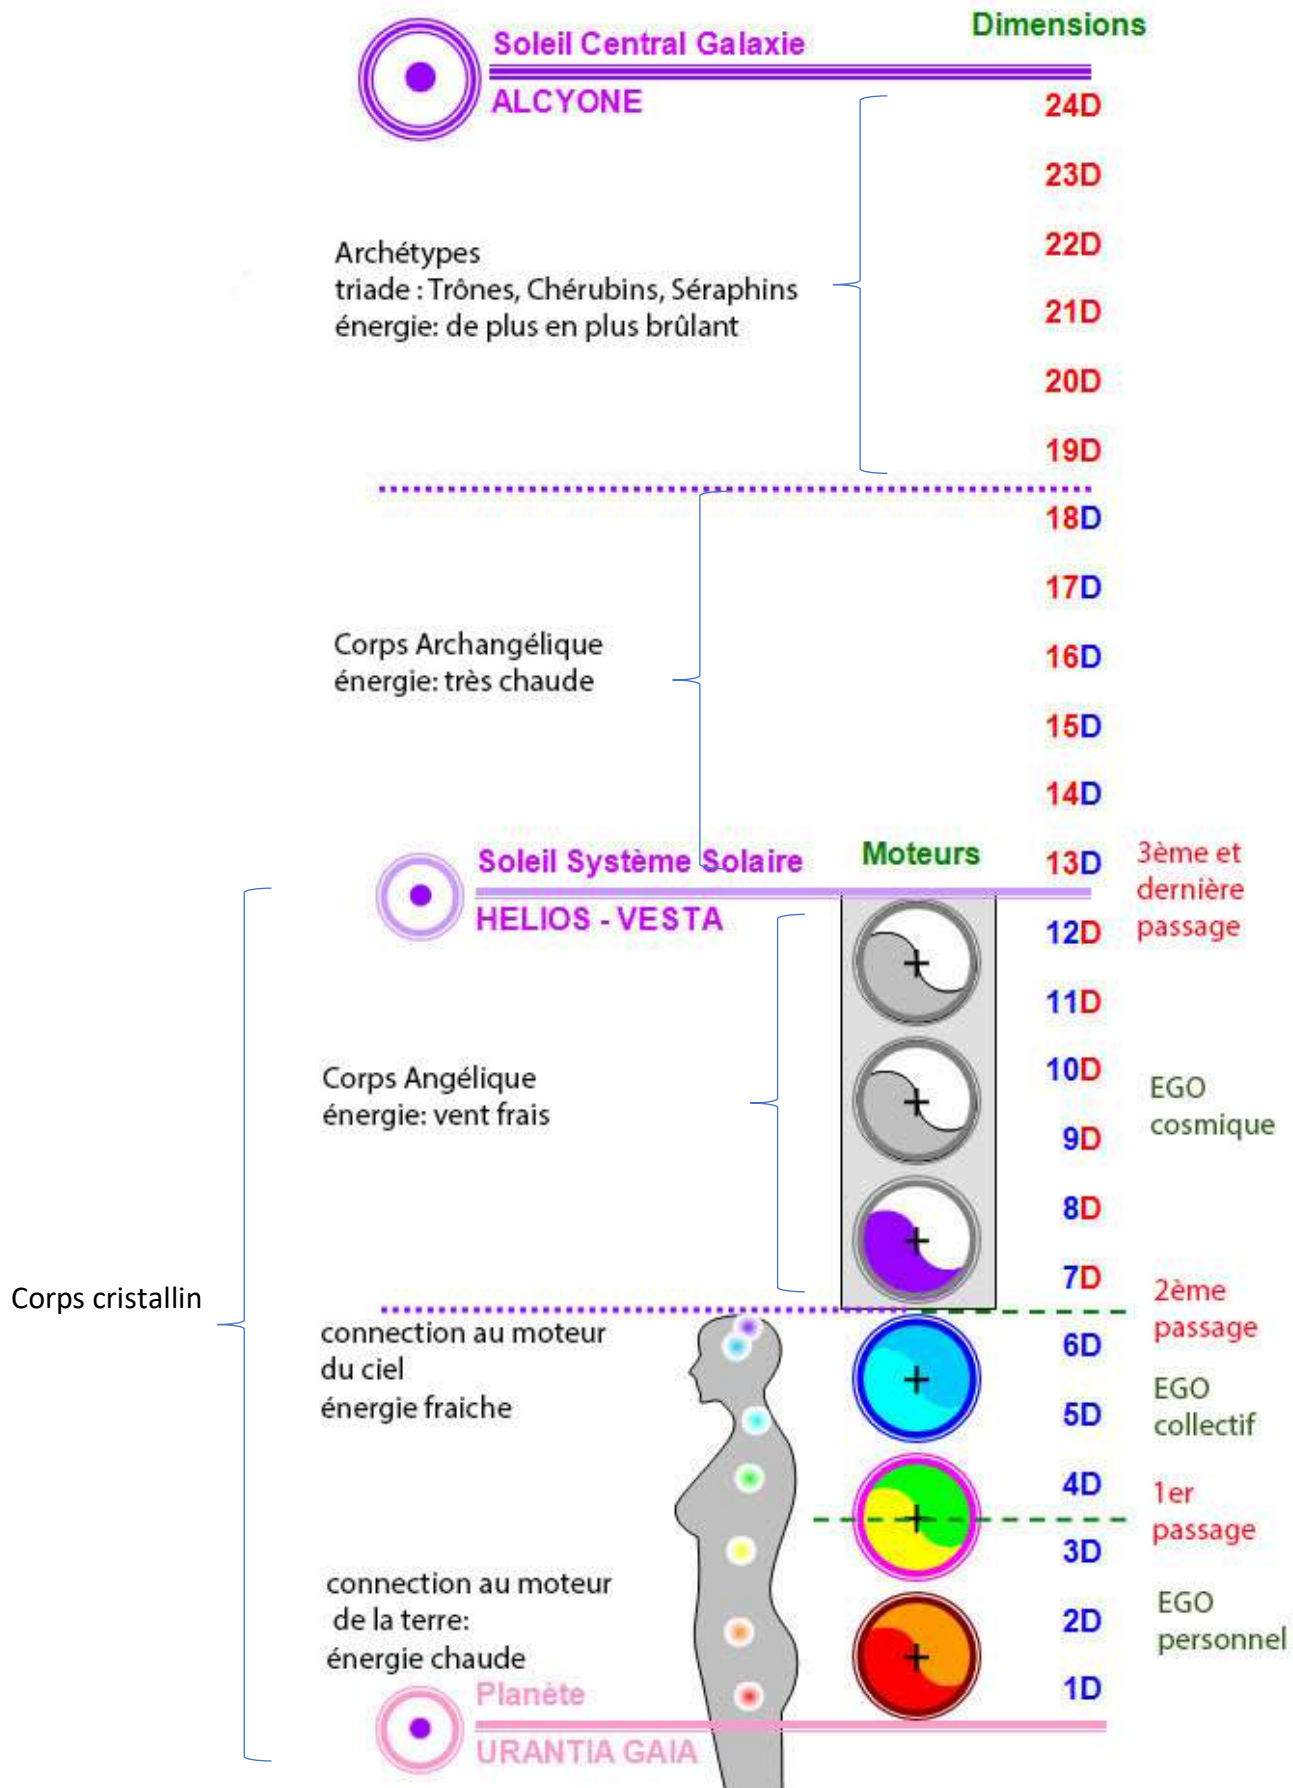 Dimensions
Soleil Central Galaxie
ALCYONE
24D
23D
22D
21D
20D
19D
Archétypes
triade : Trônes, Chérubins, Séraphins
énergie: de plus en plus brûlant
18D
17D
16D
15D
14D
13D
Corps Archangélique
énergie: très chaude
Soleil Système Solaire
HELIOS - VESTA
Moteurs
3ème et
dernière
passage
12D
11D
10D
9D
8D
7D
Corps Angélique
énergie: vent frais
EGO
cosmique
Corps cristallin
2ème
passage
connection au moteur
du ciel
énergie fraiche
6D
5D
4D
3D
2D
1D
EGO
collectif
1er
passage
connection au moteur
de la terre:
énergie chaude
EGO
personnel
Planète
URANTIA GAIA